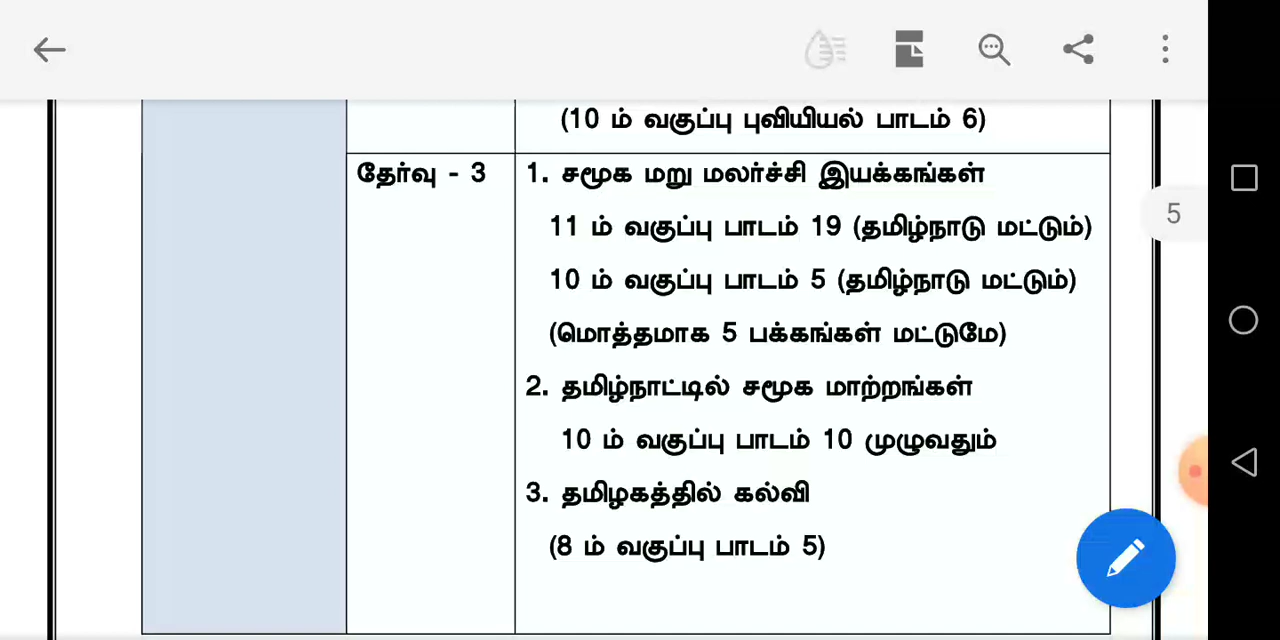 (10 ம் வகுப்பு புவியியல் பாடம் 6)
தேர்வு - 3
1. சமூக மறு மலர்ச்சி இயக்கங்கள்
11 ம் வகுப்பு பாடம் 19 (தமிழ்நாடு மட்டும்)
10 ம் வகுப்பு பாடம் 5 (தமிழ்நாடு மட்டும்)
(மொத்தமாக 5 பக்கங்கள் மட்டுமே)
2. தமிழ்நாட்டில் சமூக மாற்றங்கள்
10 ம் வகுப்பு பாடம் 10 முழுவதும்
3. தமிழகத்தில் கல்வி
(8 ம் வகுப்பு பாடம் 5)
5